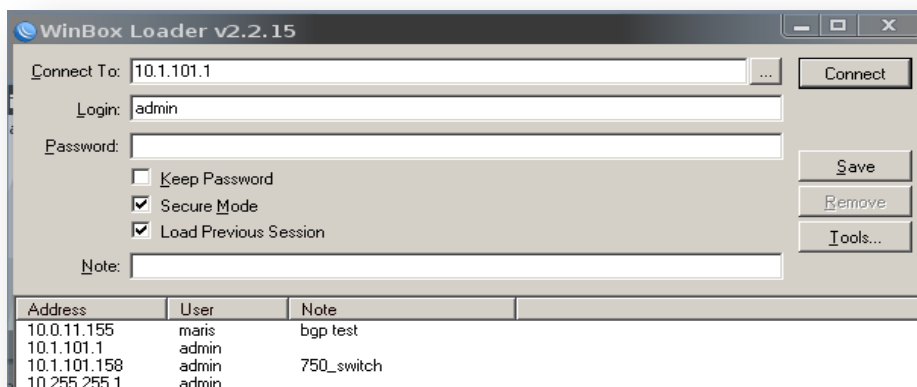 WinBox Loader v2.2.15
Connect To: 10.1.101.1 ... Connect
Login: admin
Password:
Keep Password
Save
Secure Mode
Remove
Load Previous Session
Tools...
Note:
Address User Note
10.0.11.155 maris bgp test
10.1.101.1 admin
10.1.101.158 admin 750_switch
10.255.255.1 admin